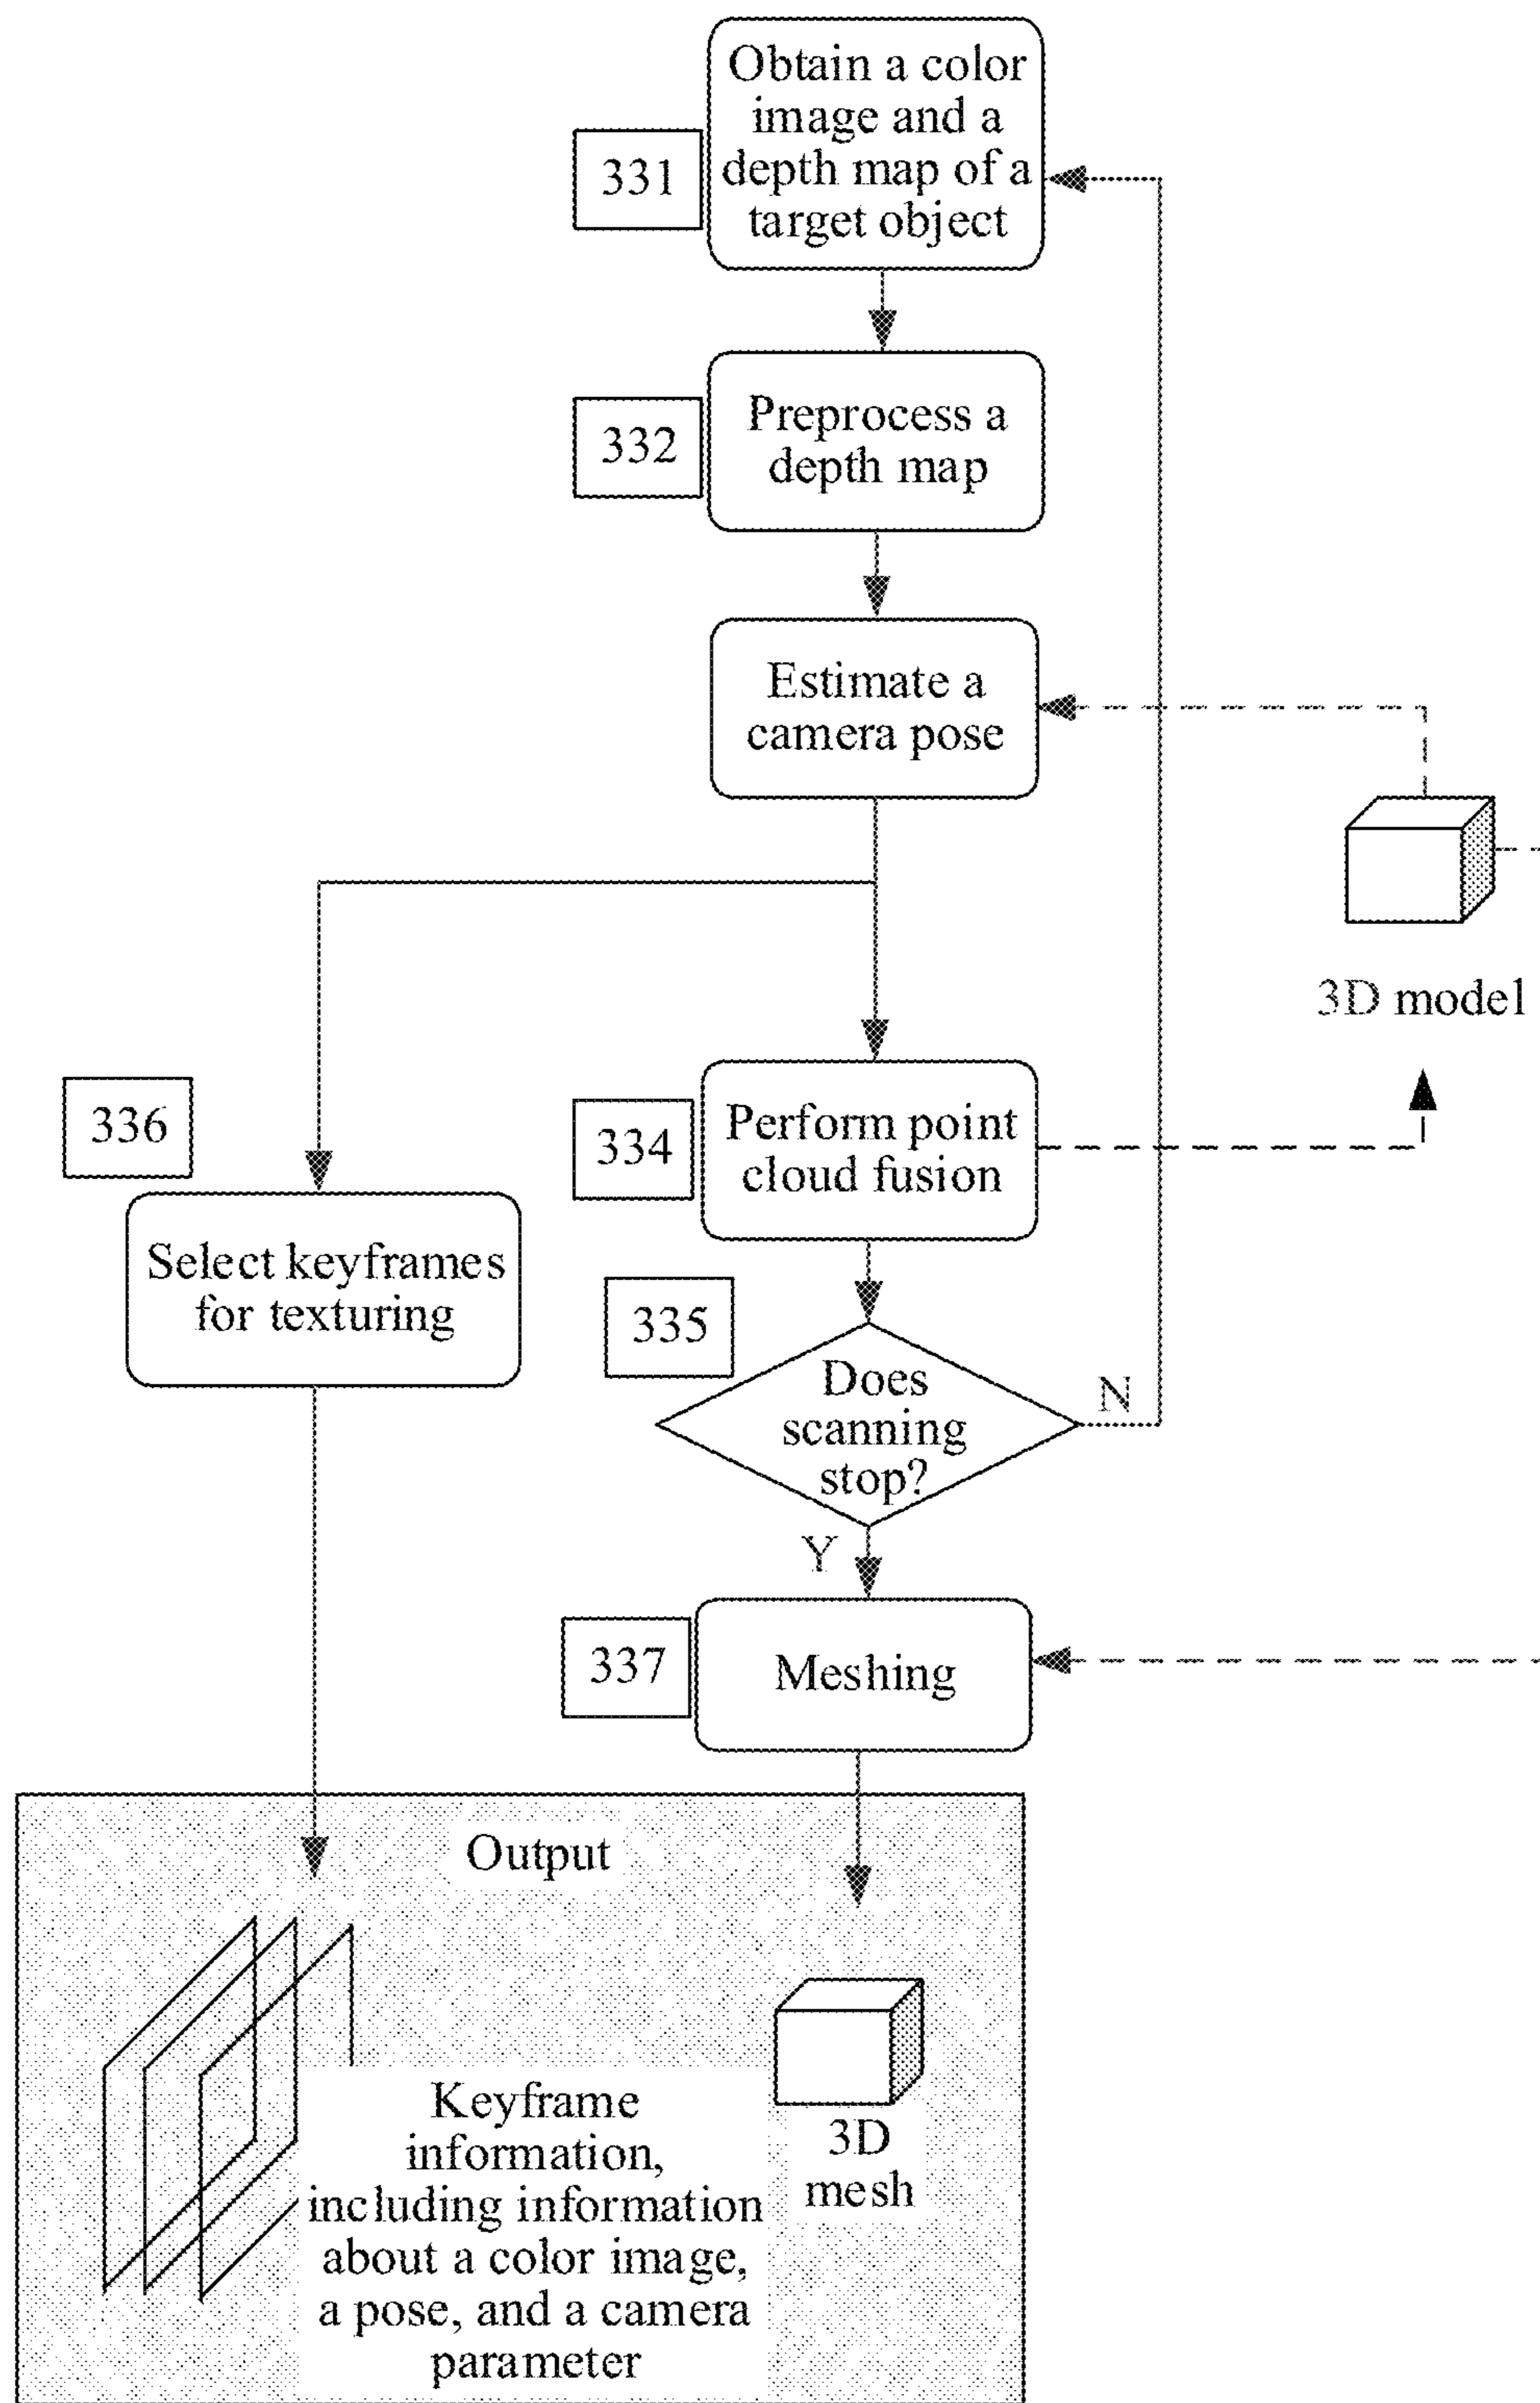 Obtain a color
image and a
depth map of a
target object
331
Preprocess a
depth map
332
Estimate a
camera pose
3D model
336
334
Perform point
cloud fusion
Select keyframes
for texturing
335
Does
scanning
stop?
N
Y
337
Meshing
Output
Keyframe
information,
including information
about a color image,
a pose, and a camera
parameter
3D
mesh